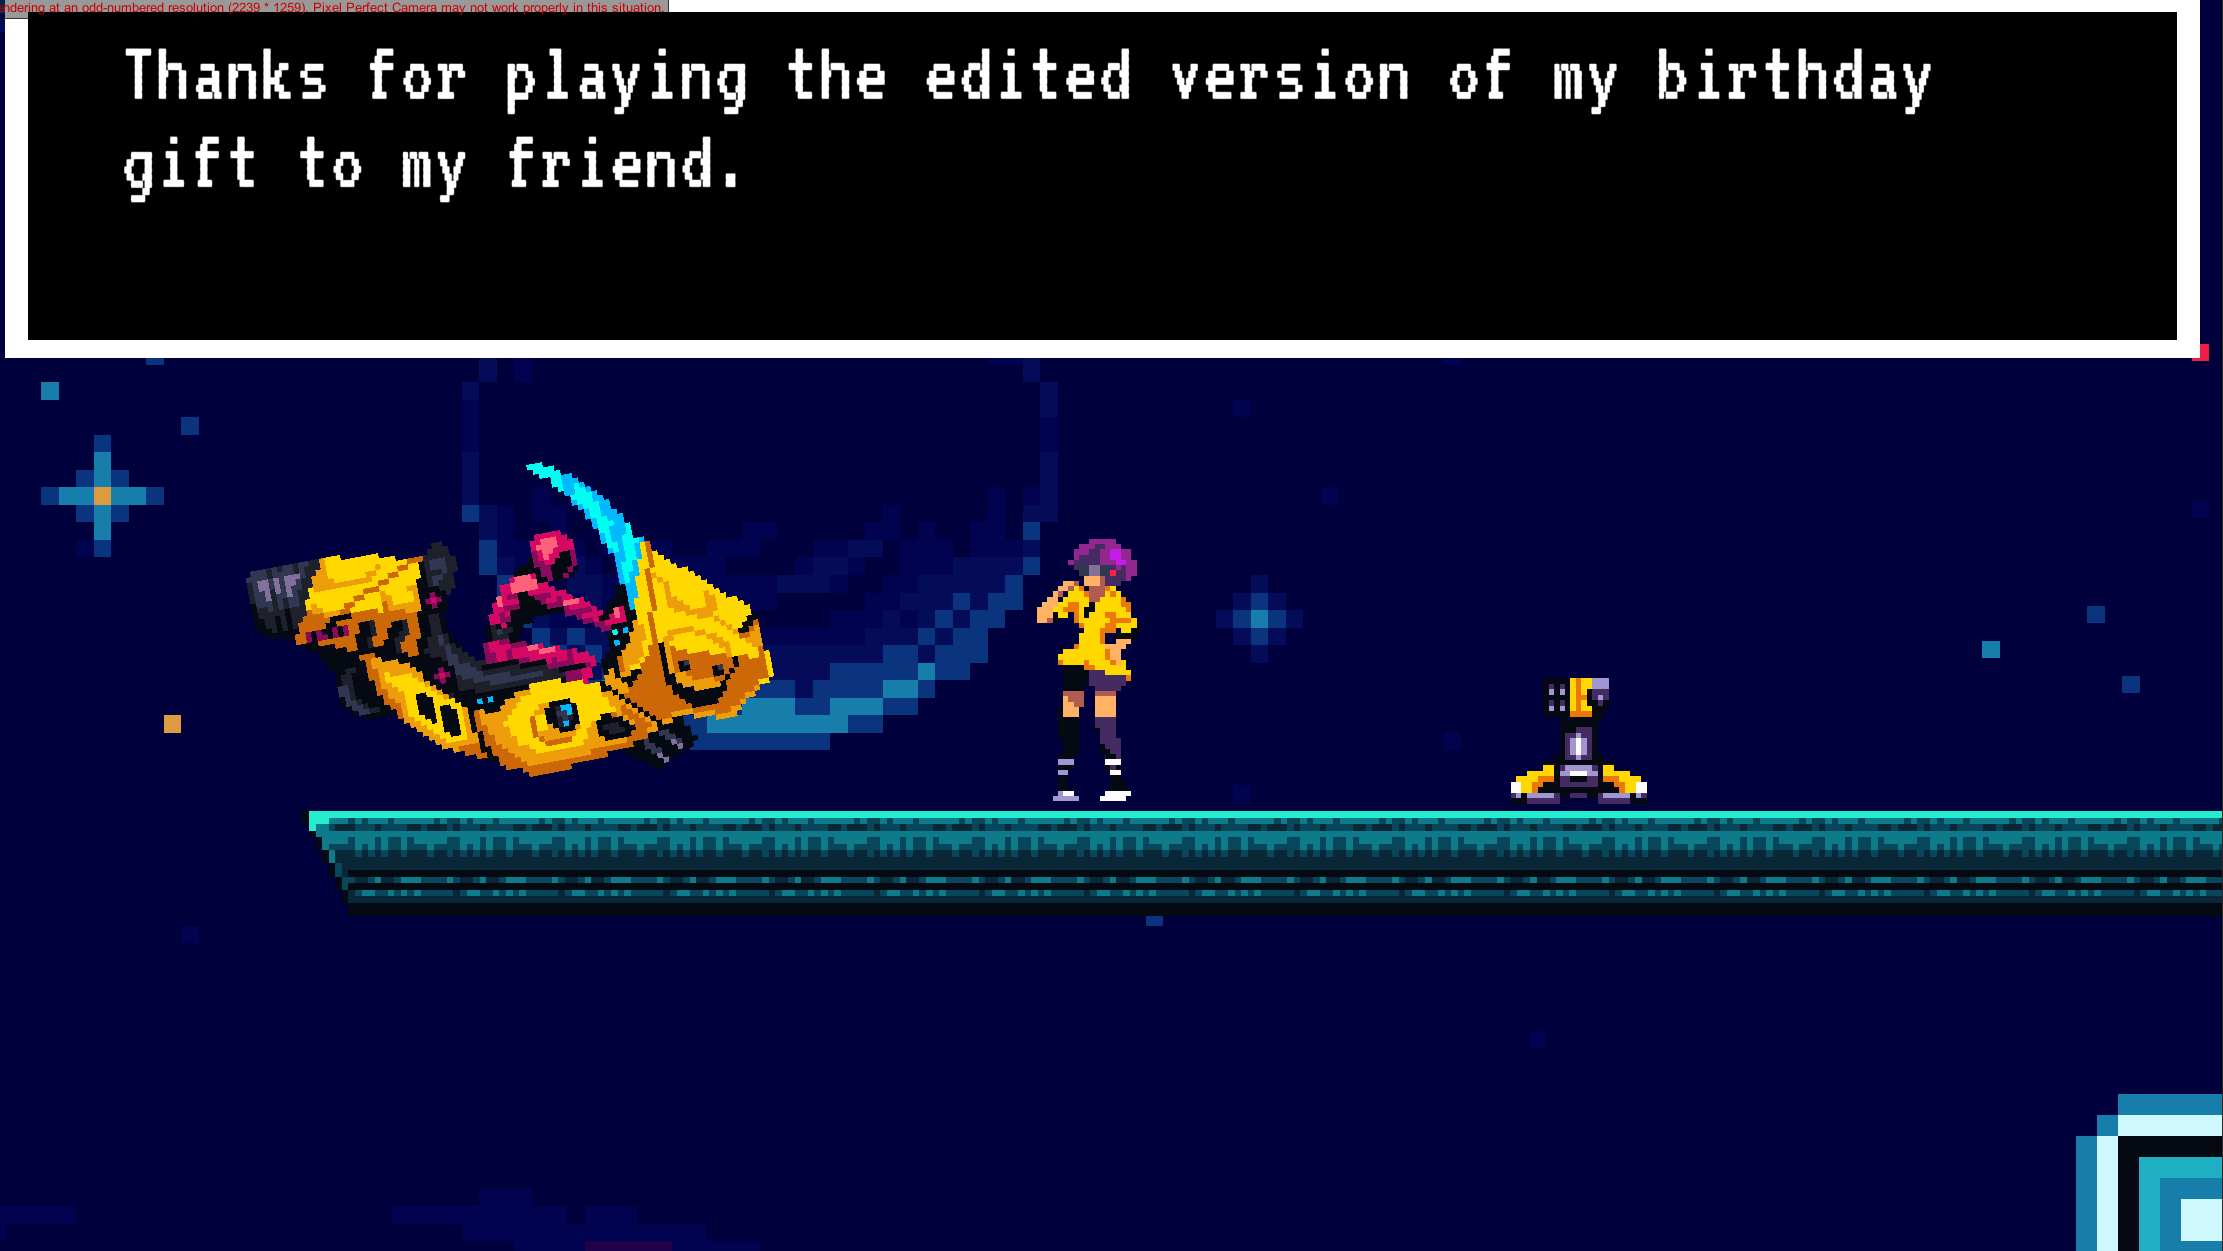 ndering at an odd-numbered resolution (2239 * 1259). Pixel Perfect Camera may not work properly in this situation.
Thanks for playing the edited version of my birthday
gift to my friend.